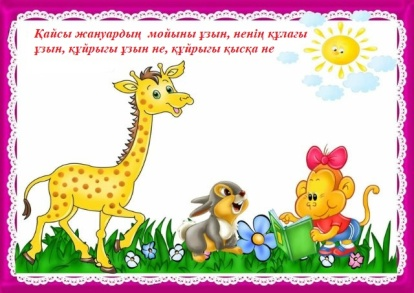 Қайсы жануардың мойыны ұзын, ненің құлағы
ұзын, құйрығы ұзын не, құйрығы қысқа не